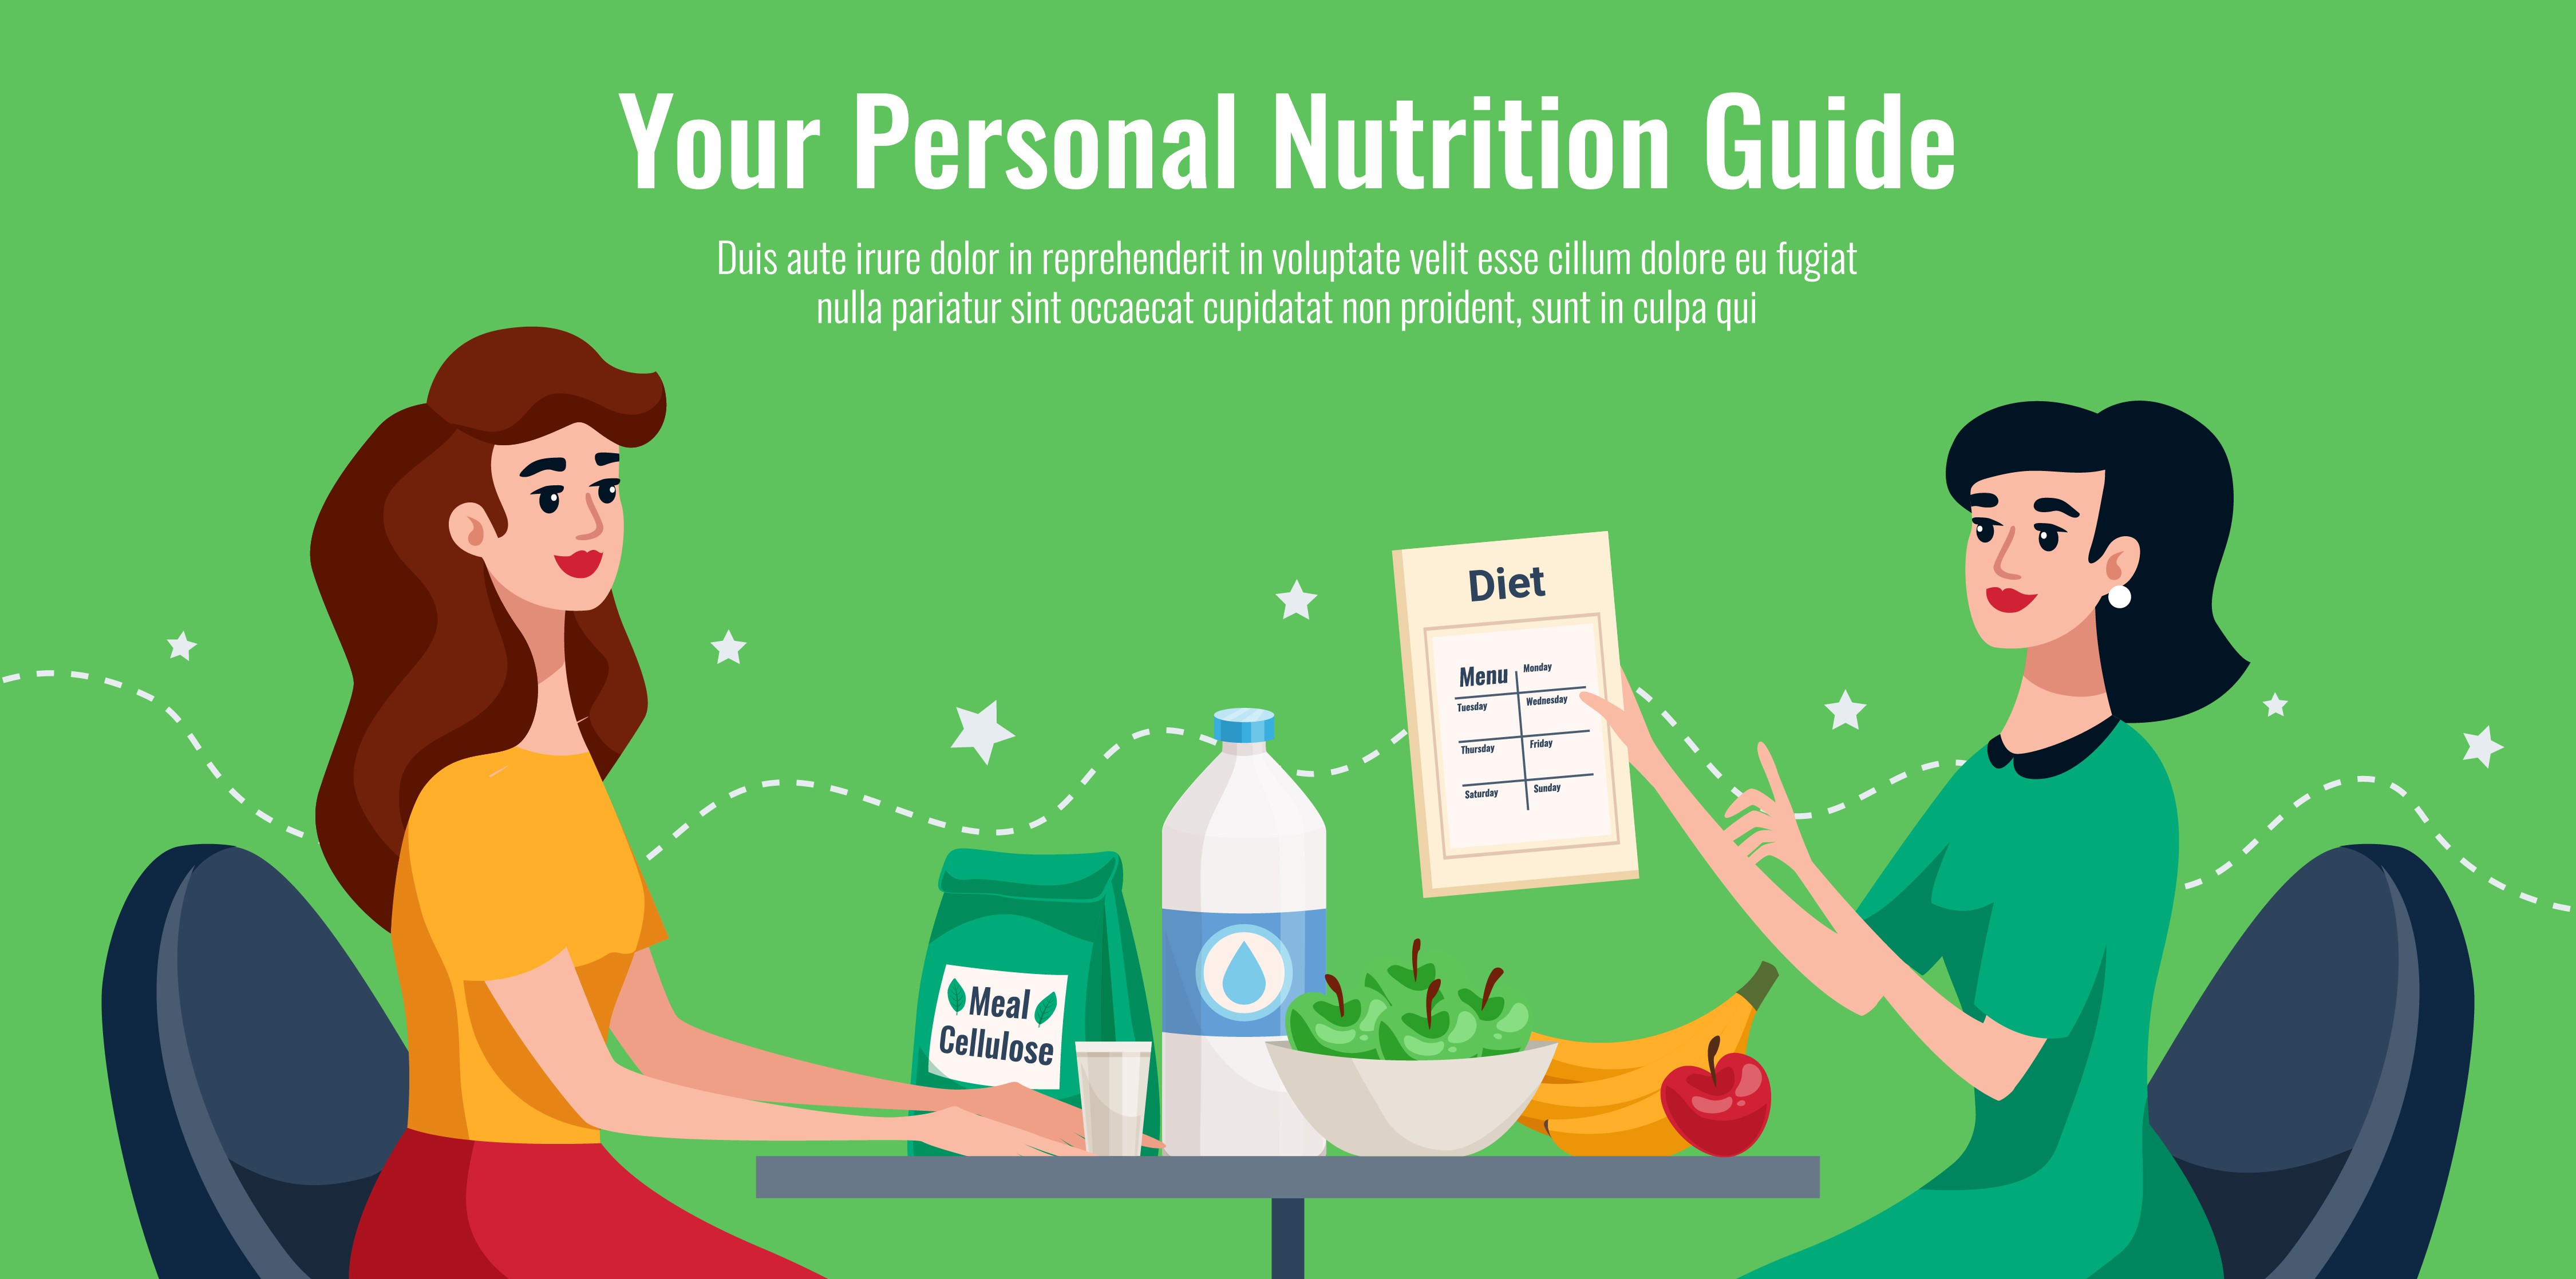 Your Personal Nutrition Guide
Duis aute irure dolor in reprehenderit in voluptate velit esse cillum dolore eu fugiat
nulla pariatur sint occaecat cupidatat non proident, sunt in culpa qui
Diet
Menu
Monday
Tuesday
Wednesday
Thursday
Friday
Saturday
Sunday
Meal
Cellulose